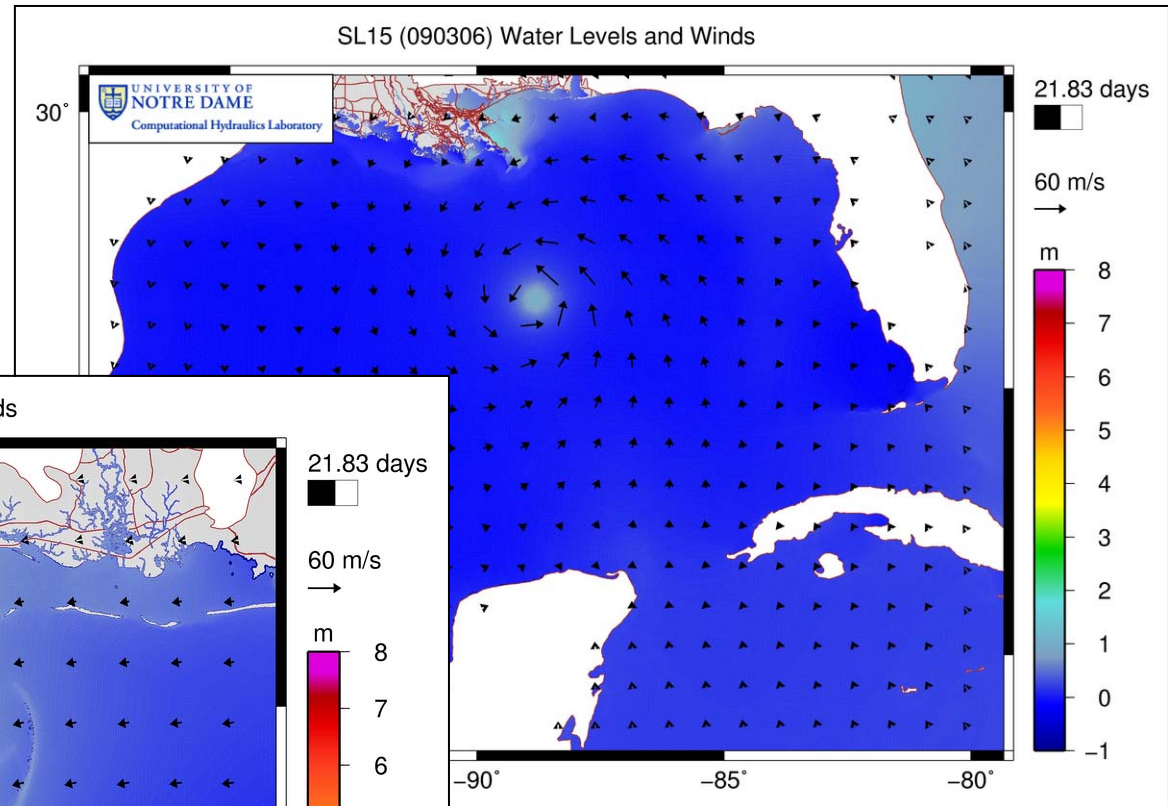 SL15 (090306) Water Levels and Winds
UNIVERSITY OF
NOTRE DAME
Computational Hydraulics Laboratory
30°
21.83 days
60 m/s
m
8
7
6
5
4
3
2
1
0
−1
−90°
−85°
−80°
ds
21.83 days
60 m/s
m
8
7
6